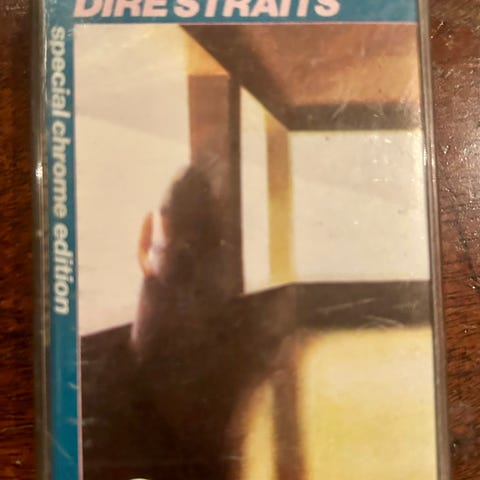 DIRE STRAITS
special chrome edition